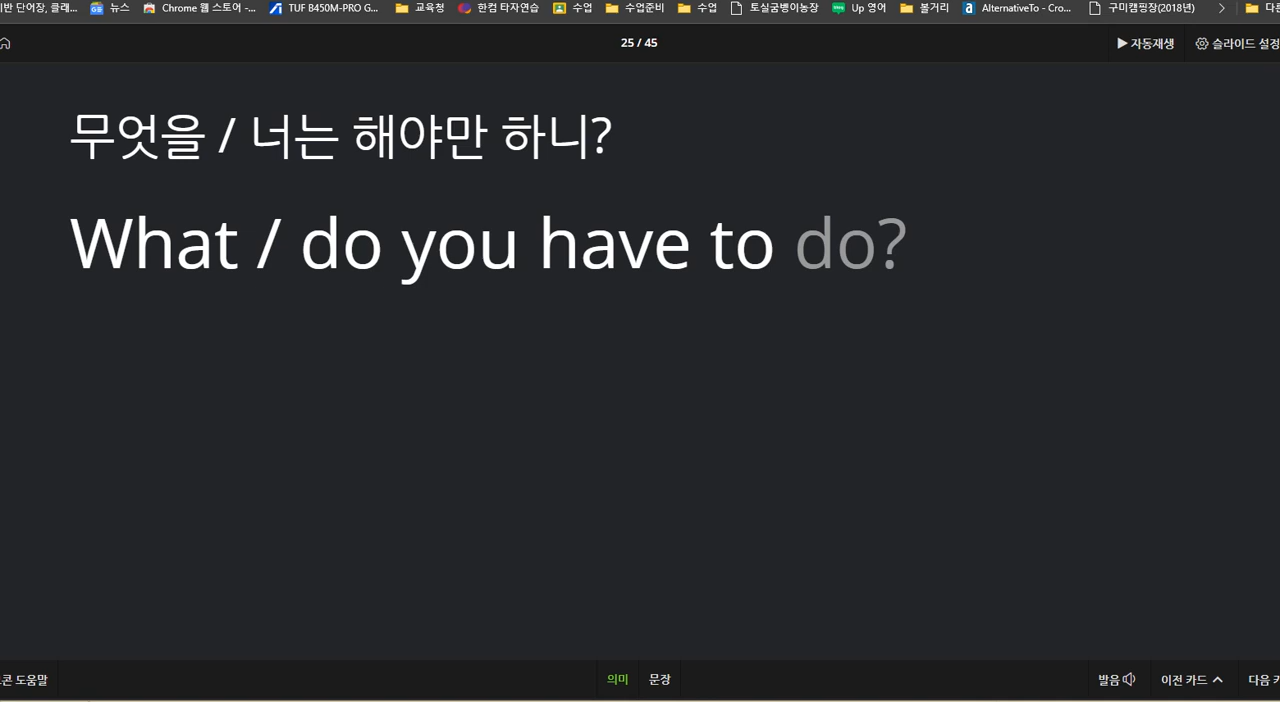 기반 단어장, 클래... 뉴스 Chrome 웹 스토어 -... TUF B450M-PRO G... 교육청 한컴 타자연습 수업 수업준비 수업 토실굼벵이농장 Up 영어 볼거리 AlternativeTo - Cro... 구미캠핑장(2018년)
25 / 45 자동재생 슬라이드 설정
무엇을 / 너는 해야만 하니?
What / do you have to do?
도움말 의미 문장 발음 이전 카드 다음